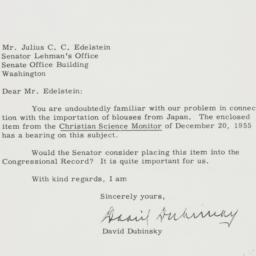 Mr. Julius C. C. Edelstein
Senator Lehman's Office
Senate Office Building
Washington
Dear Mr. Edelstein:
You are undoubtedly familiar with our problem in connec
tion with the importation of blouses from Japan. The enclosed
item from the Christian Science Monitor of December 20, 1955
has a bearing on this subject.
Would the Senator consider placing this item into the
Congressional Record? It is quite important for us.
With kind regards, I am
Sincerely yours,
David Dubinsky
David Dubinsky